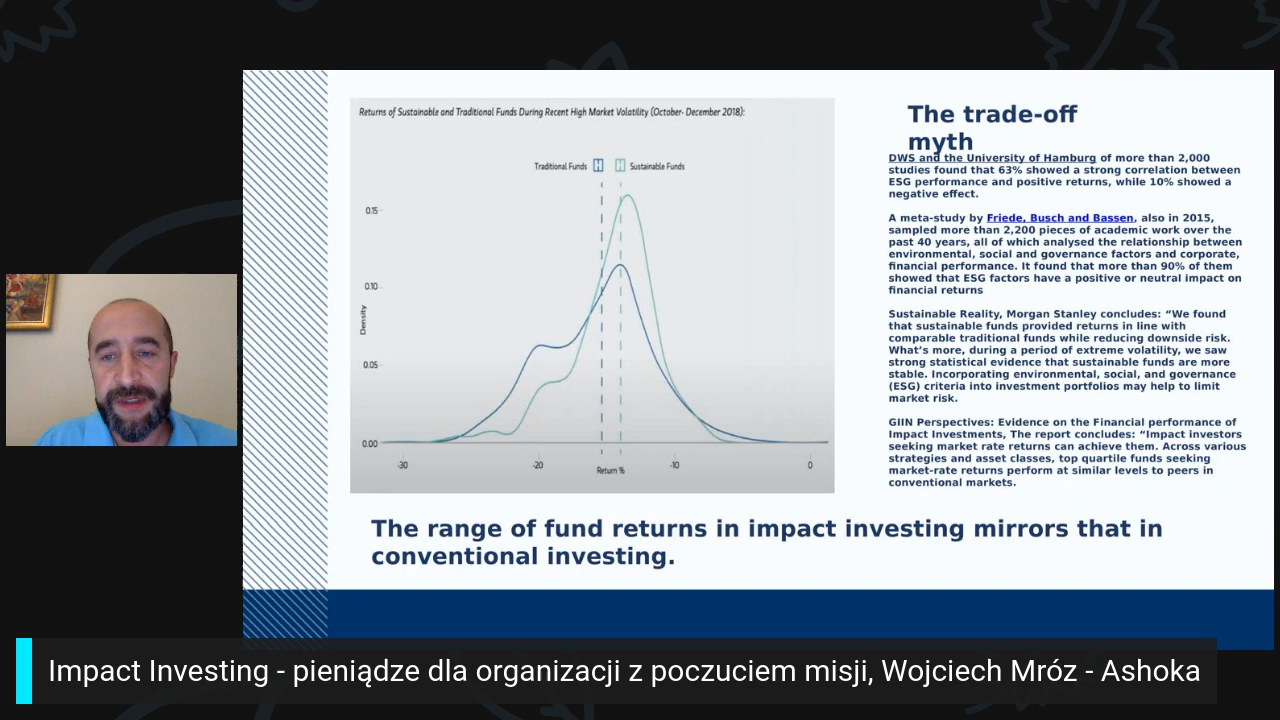 Returns of Sustainable and Traditional Funds During Recent High Market Volatility (October- December 2018):
Traditional Funds
Sustainable Funds
0.15
0.10
0.05
0.00
Density
-30
-20
-10
0
Return %
The trade-off
myth
DWS and the University of Hamburg of more than 2,000
studies found that 63% showed a strong correlation between
ESG performance and positive returns, while 10% showed a
negative effect.
A meta-study by Friede, Busch and Bassen, also in 2015,
sampled more than 2,200 pieces of academic work over the
past 40 years, all of which analysed the relationship between
environmental, social and governance factors and corporate,
financial performance. It found that more than 90% of them
showed that ESG factors have a positive or neutral impact on
financial returns
Sustainable Reality, Morgan Stanley concludes: “We found
that sustainable funds provided returns in line with
comparable traditional funds while reducing downside risk.
What’s more, during a period of extreme volatility, we saw
strong statistical evidence that sustainable funds are more
stable. Incorporating environmental, social, and governance
(ESG) criteria into investment portfolios may help to limit
market risk.
GIIN Perspectives: Evidence on the Financial performance of
Impact Investments, The report concludes: “Impact investors
seeking market rate returns can achieve them. Across various
strategies and asset classes, top quartile funds seeking
market-rate returns perform at similar levels to peers in
conventional markets.
The range of fund returns in impact investing mirrors that in
conventional investing.
Impact Investing - pieniądze dla organizacji z poczuciem misji, Wojciech Mróz - Ashoka